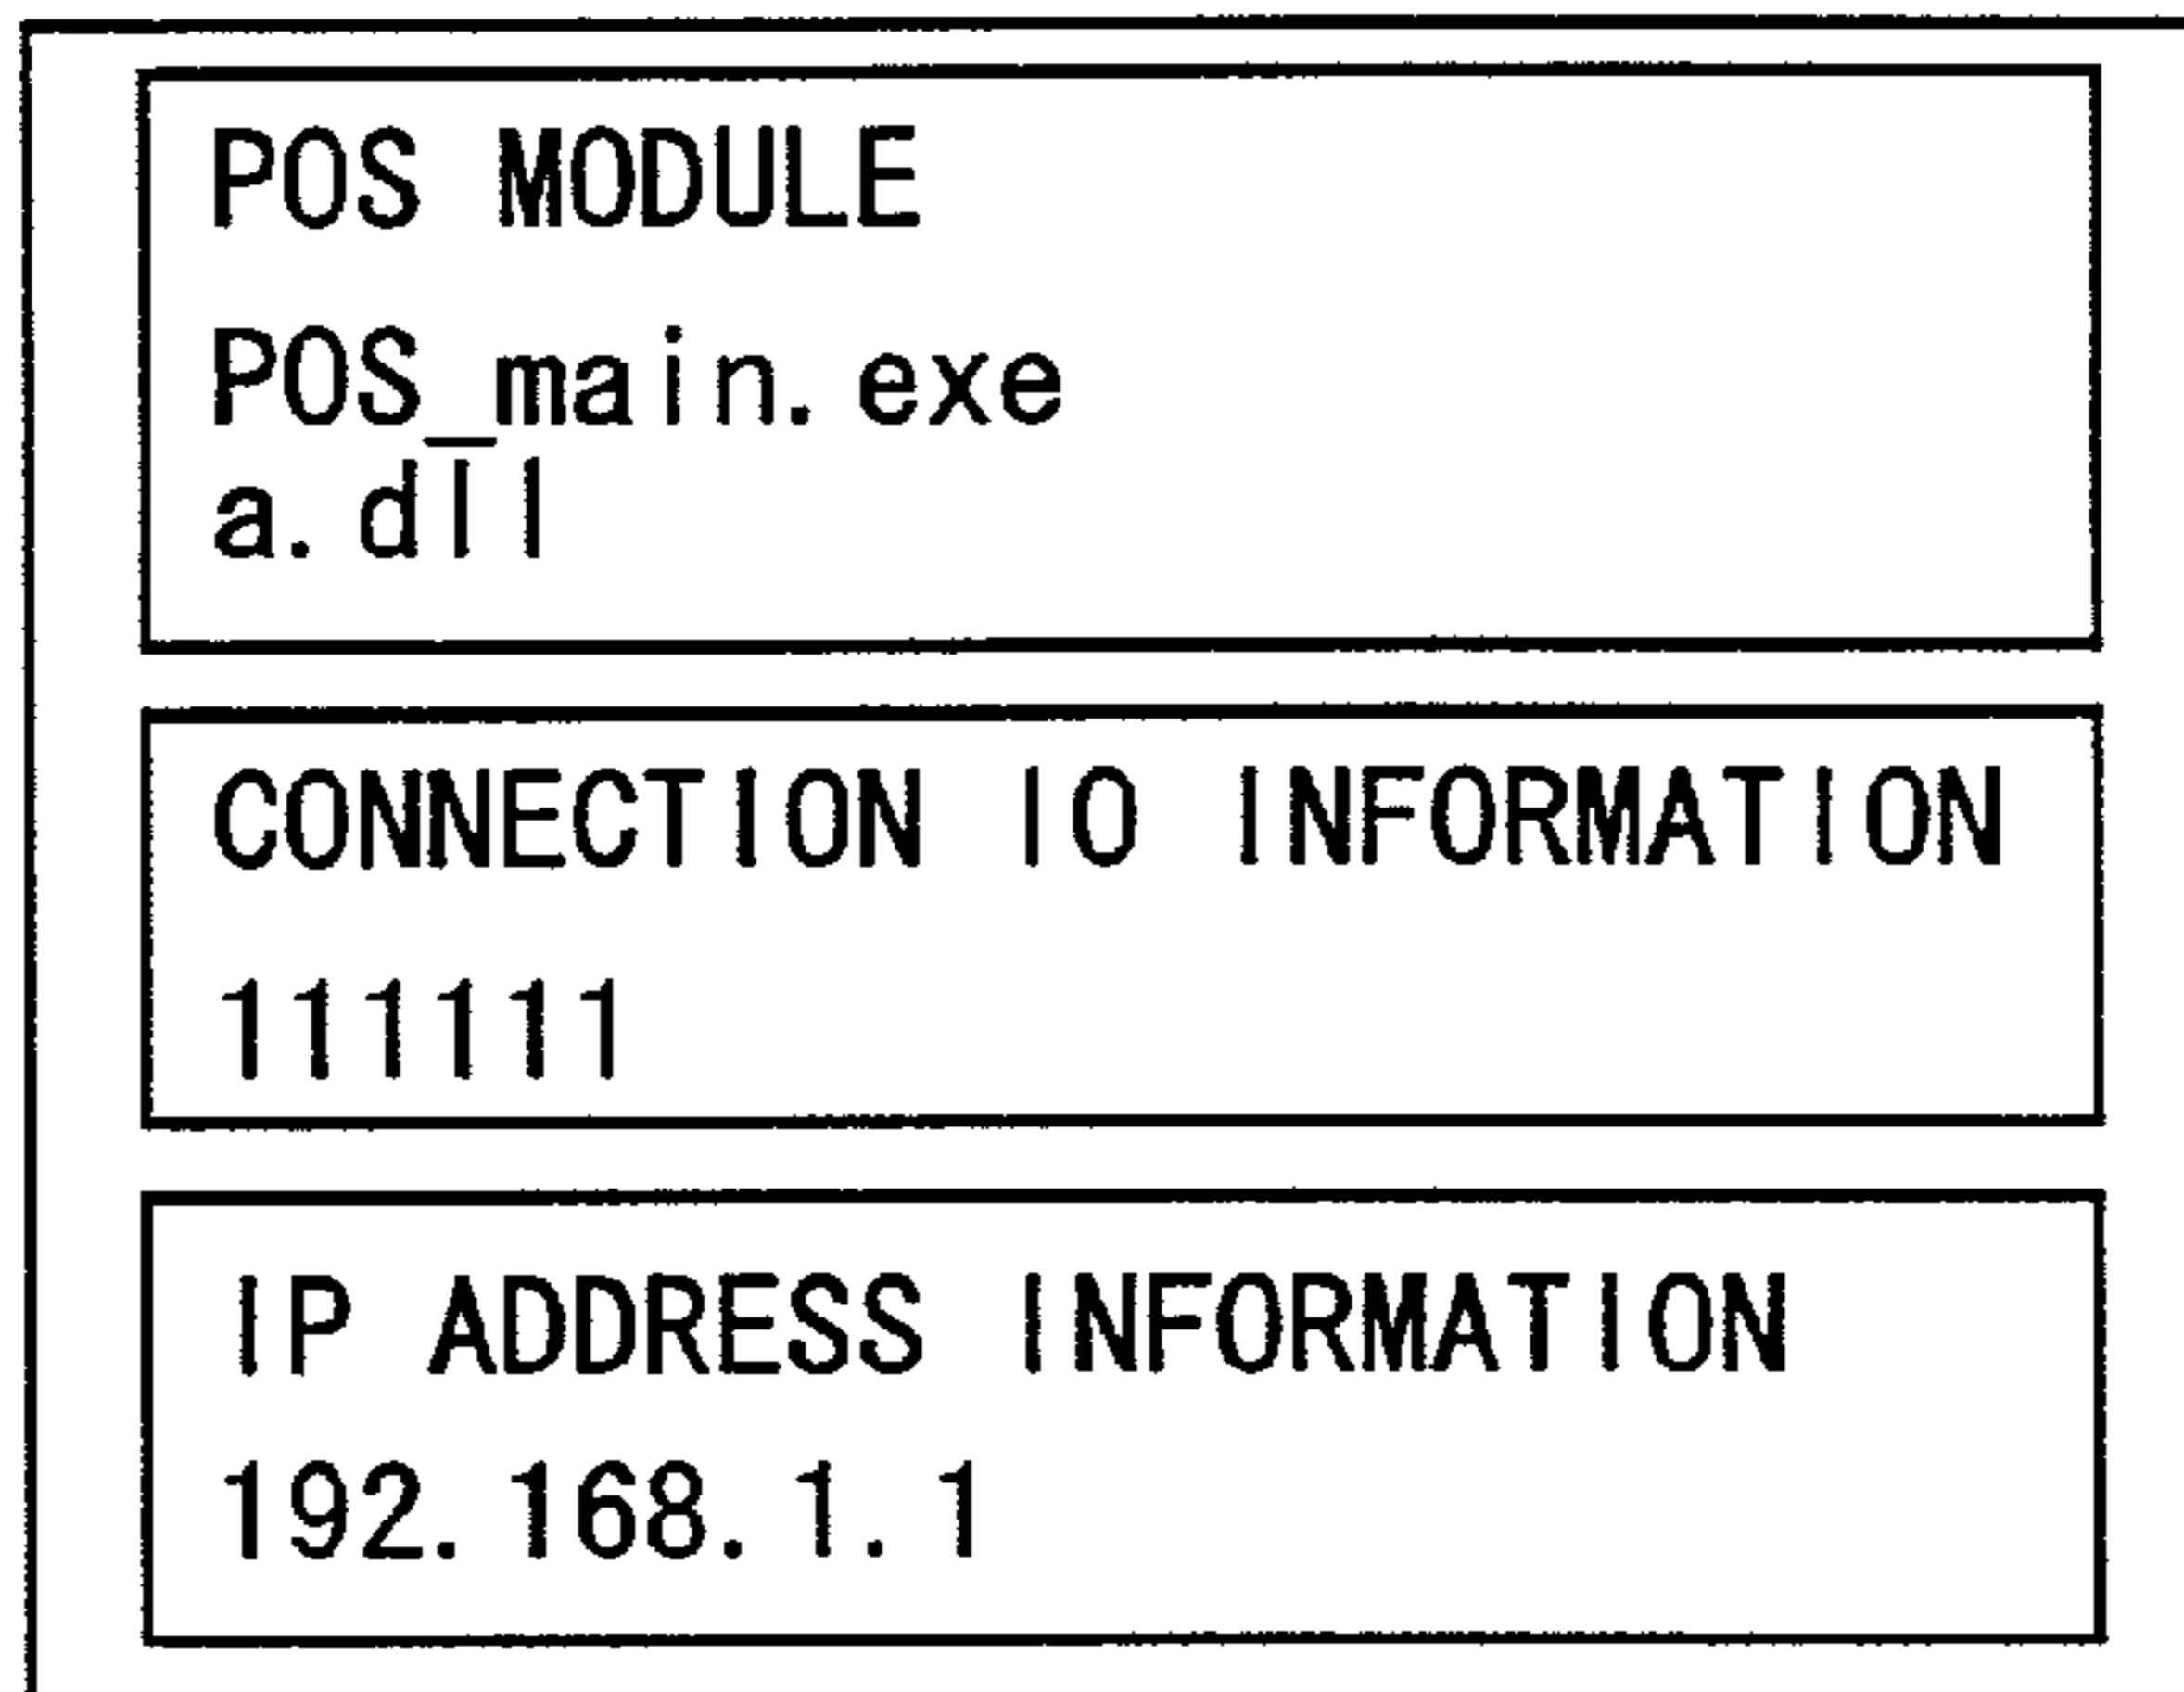 POS MODULE
POS_main.exe
a.dll
CONNECTION IO INFORMATION
111111
IP ADDRESS INFORMATION
192.168.1.1